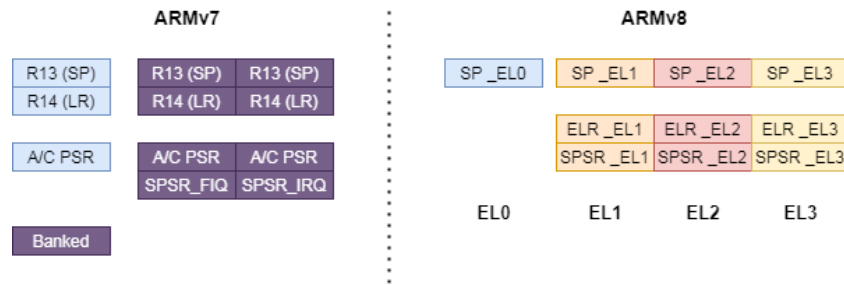 ARMv7 ARMv8
R13 (SP) R13 (SP) R13 (SP) SP _EL0 SP _EL1 SP _EL2 SP _EL3
R14 (LR) R14 (LR) R14 (LR)
ELR _EL1 ELR _EL2 ELR _EL3
A/C PSR A/C PSR A/C PSR SPSR _EL1 SPSR _EL2 SPSR _EL3
SPSR_FIQ SPSR_IRQ
EL0 EL1 EL2 EL3
Banked